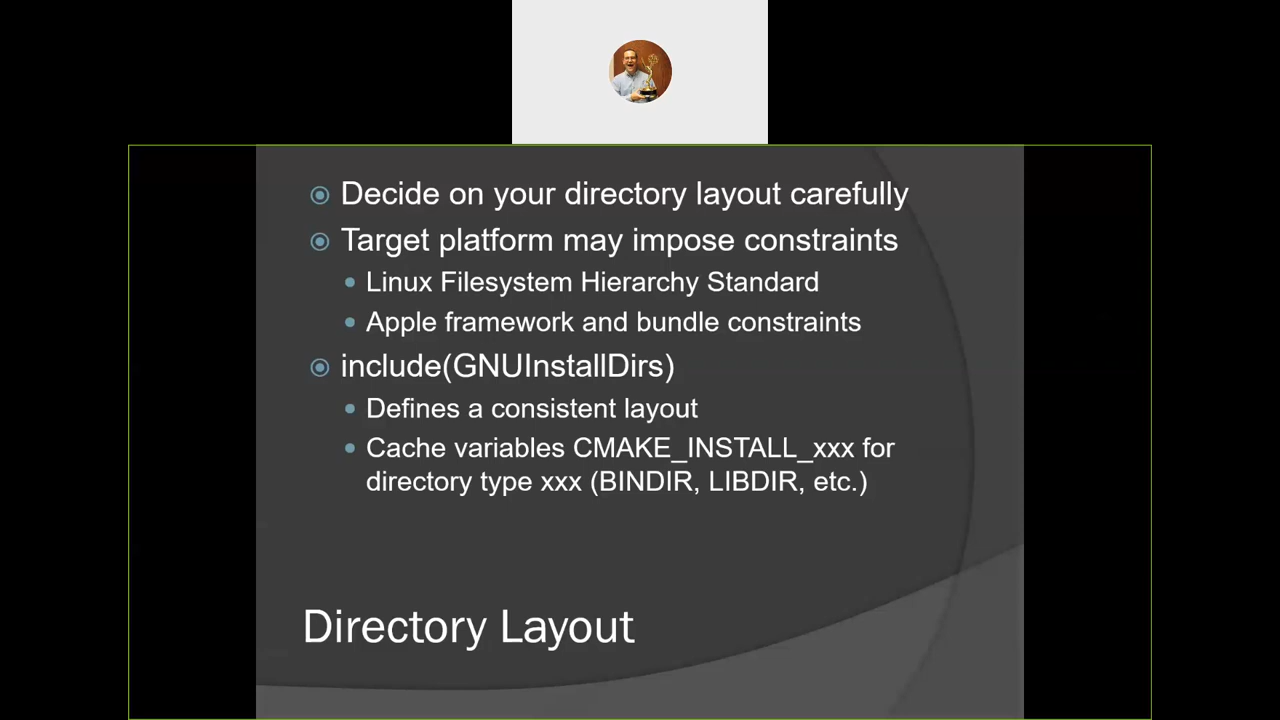 Decide on your directory layout carefully
Target platform may impose constraints
Linux Filesystem Hierarchy Standard
Apple framework and bundle constraints
include(GNUInstallDirs)
Defines a consistent layout
Cache variables CMAKE_INSTALL_xxx for
directory type xxx (BINDIR, LIBDIR, etc.)
Directory Layout